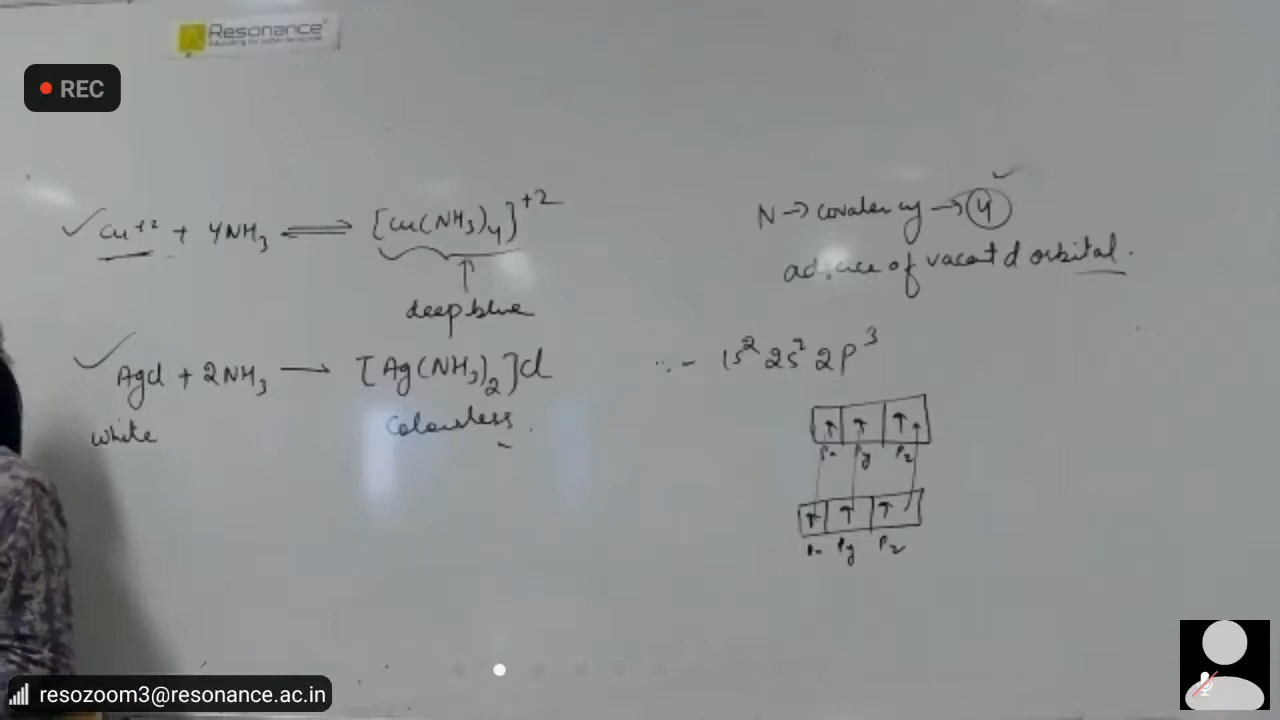 Resonance
REC
Cu+2 + 4NH3 ⇌ [Cu(NH3)4]+2
deep blue
AgCl + 2NH3 → [Ag(NH3)2]Cl
white
Colourless.
N → covalency → 4
of vacant d orbital.
1s2 2s2 2p3
Px Py Pz
Px Py Pz
resozoom3@resonance.ac.in